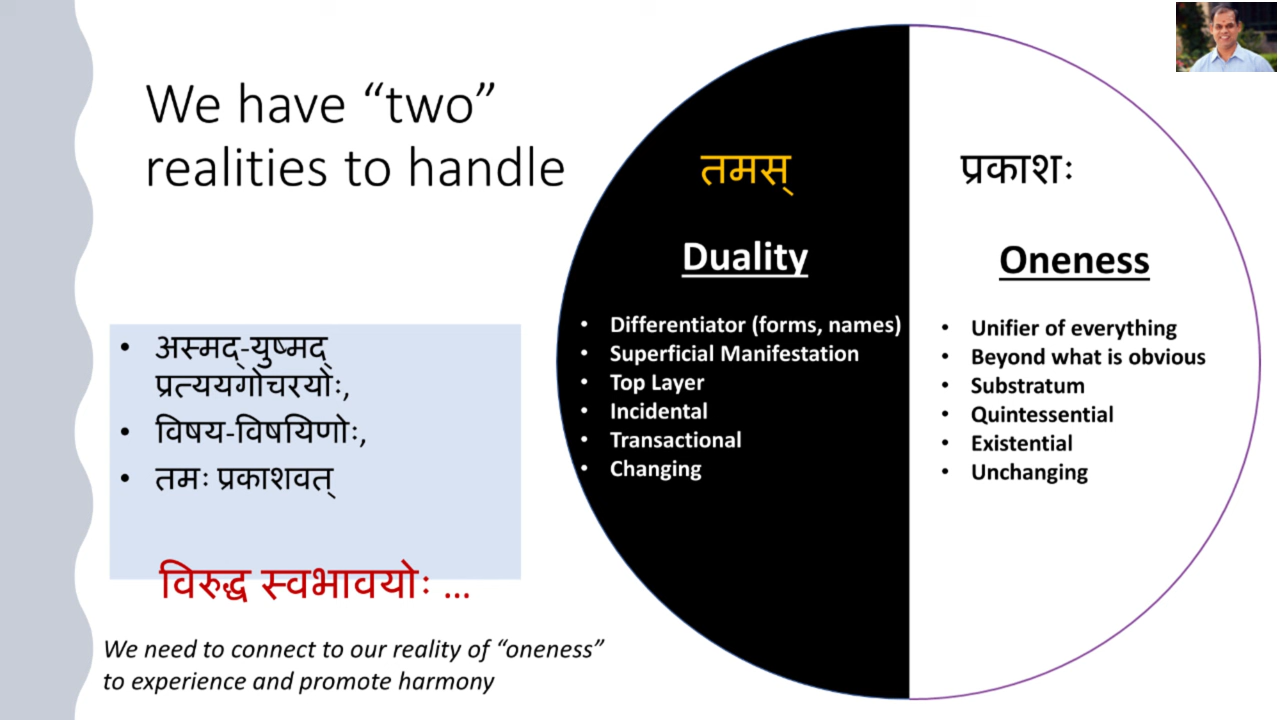 We have “two”
realities to handle
• अस्मद्-युष्मद्
प्रत्ययगोचरयोः,
• विषय-विषयिणोः,
• तमः प्रकाशवत्
विरुद्ध स्वभावयोः ...
We need to connect to our reality of “oneness”
to experience and promote harmony
तमस्
Duality
• Differentiator (forms, names)
• Superficial Manifestation
• Top Layer
• Incidental
• Transactional
• Changing
प्रकाशः
Oneness
• Unifier of everything
• Beyond what is obvious
• Substratum
• Quintessential
• Existential
• Unchanging